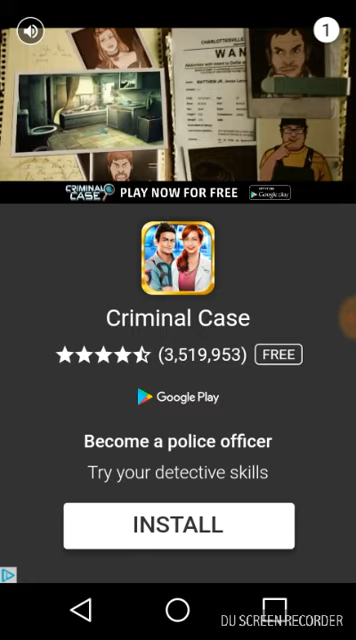 1
CHARLOTTESVILLE
WAN
CRIMINAL CASE PLAY NOW FOR FREE Google play
Criminal Case
(3,519,953) FREE
Google Play
Become a police officer
Try your detective skills
INSTALL
DU SCREEN RECORDER